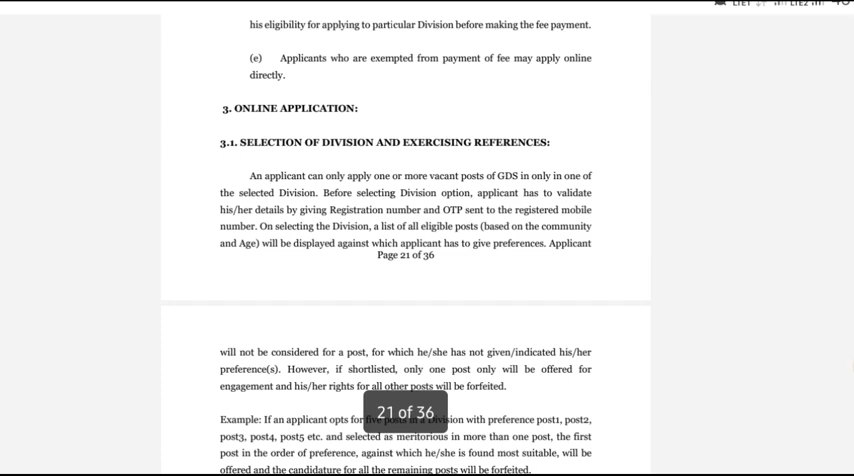 his eligibility for applying to particular Division before making the fee payment.
(e) Applicants who are exempted from payment of fee may apply online
directly.
3. ONLINE APPLICATION:
3.1. SELECTION OF DIVISION AND EXERCISING REFERENCES:
An applicant can only apply one or more vacant posts of GDS in only in one of
the selected Division. Before selecting Division option, applicant has to validate
his/her details by giving Registration number and OTP sent to the registered mobile
number. On selecting the Division, a list of all eligible posts (based on the community
and Age) will be displayed against which applicant has to give preferences. Applicant
Page 21 of 36
will not be considered for a post, for which he/she has not given/indicated his/her
preference(s). However, if shortlisted, only one post only will be offered for
engagement and his/her rights for all other posts will be forfeited.
21 of 36
Example: If an applicant opts for five posts in a Division with preference post1, post2,
post3, post4, post5 etc. and selected as meritorious in more than one post, the first
post in the order of preference, against which he/she is found most suitable, will be
offered and the candidature for all the remaining posts will be forfeited.